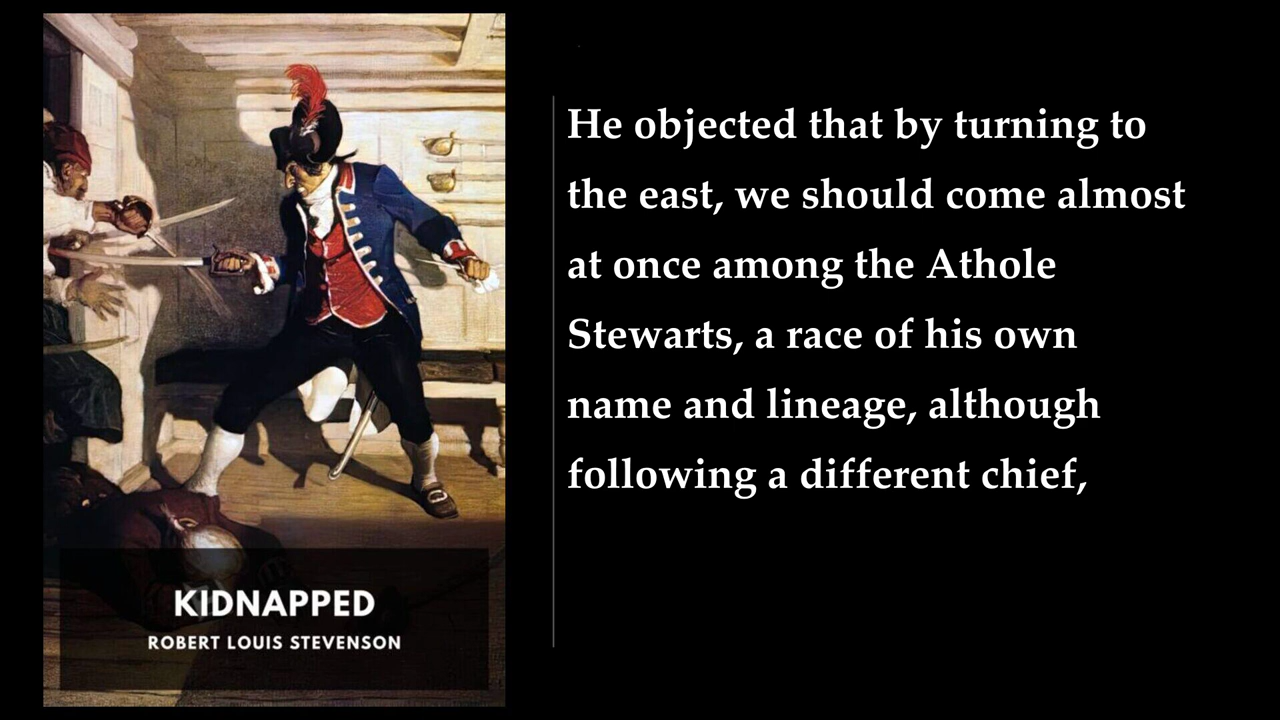 He objected that by turning to
the east, we should come almost
at once among the Athole
Stewarts, a race of his own
name and lineage, although
following a different chief,
KIDNAPPED
ROBERT LOUIS STEVENSON